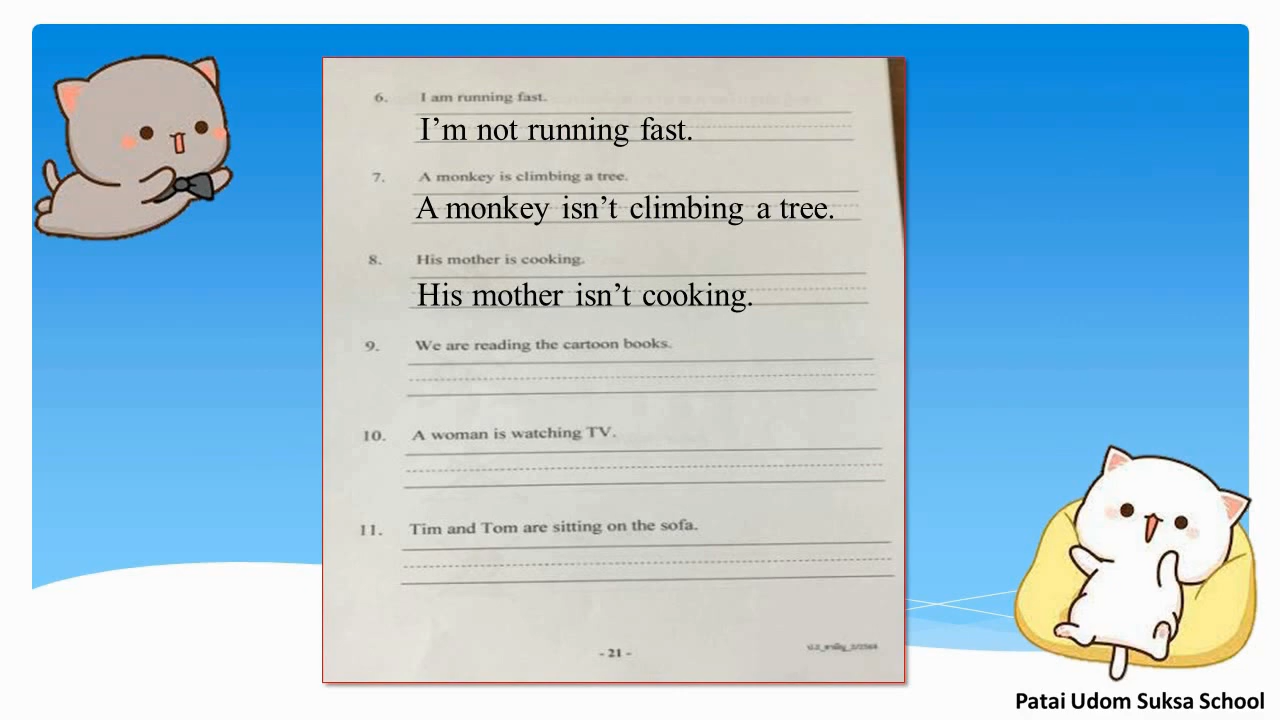 6. I am running fast.
I'm not running fast.
7. A monkey is climbing a tree.
A monkey isn't climbing a tree.
8. His mother is cooking.
His mother isn't cooking.
9. We are reading the cartoon books.
10. A woman is watching TV.
11. Tim and Tom are sitting on the sofa.
- 21 -
Patai Udom Suksa School